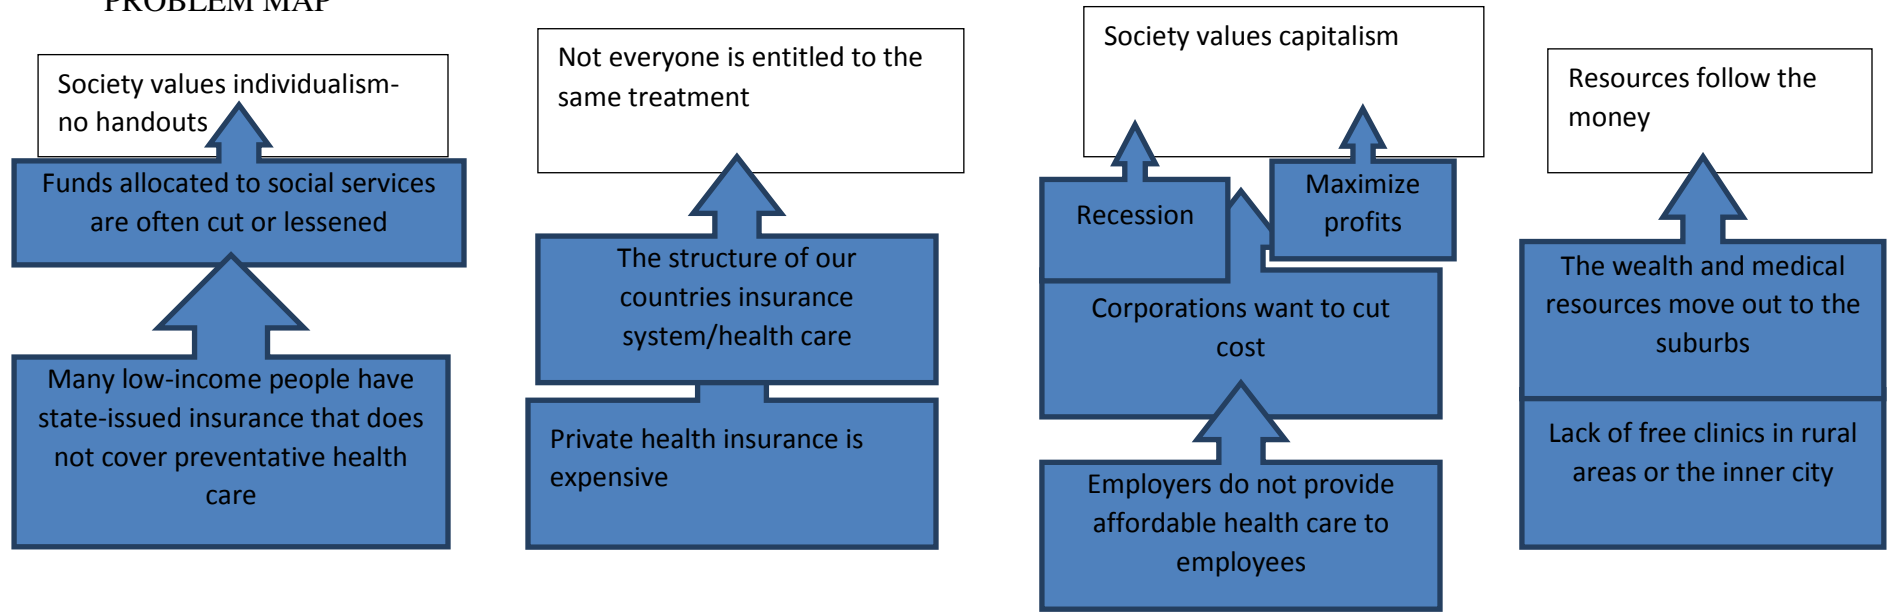 PROBLEM MAP
Society values individualism-
no handouts
Funds allocated to social services
are often cut or lessened
Many low-income people have
state-issued insurance that does
not cover preventative health
care
Not everyone is entitled to the
same treatment
The structure of our
countries insurance
system/health care
Private health insurance is
expensive
Society values capitalism
Recession
Maximize
profits
Corporations want to cut
cost
Employers do not provide
affordable health care to
employees
Resources follow the
money
The wealth and medical
resources move out to the
suburbs
Lack of free clinics in rural
areas or the inner city